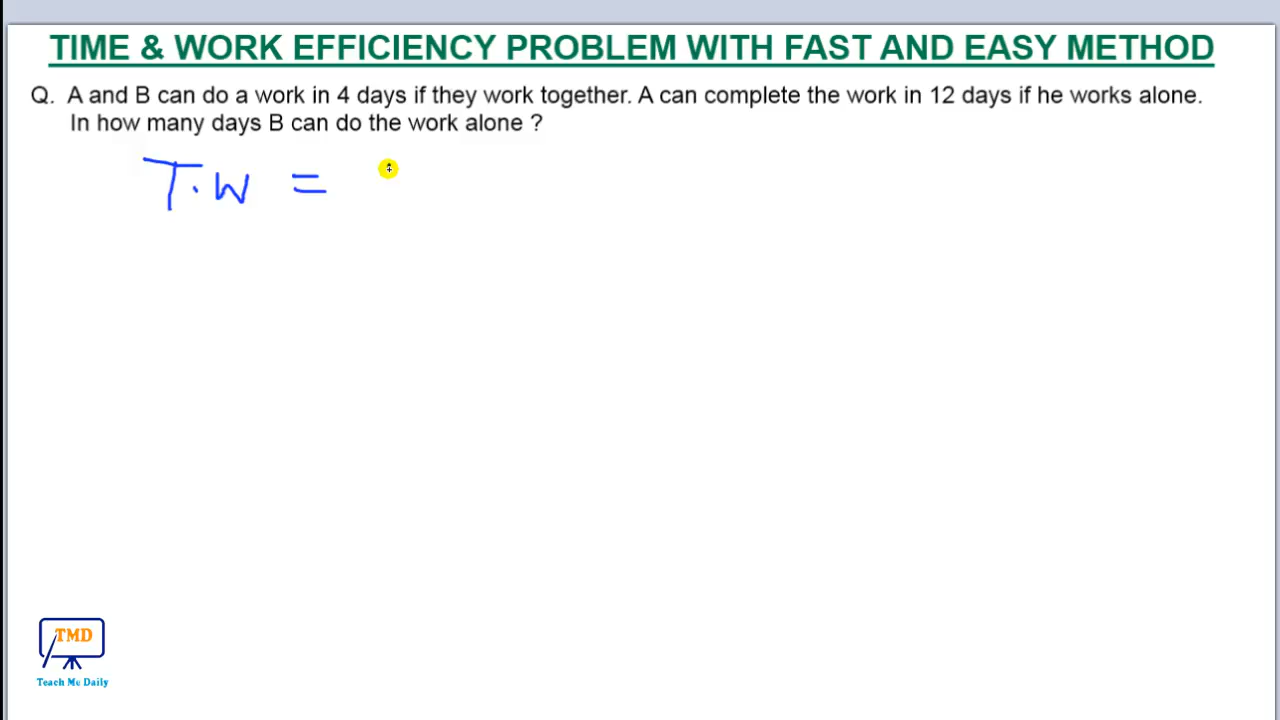 TIME & WORK EFFICIENCY PROBLEM WITH FAST AND EASY METHOD
Q. A and B can do a work in 4 days if they work together. A can complete the work in 12 days if he works alone.
In how many days B can do the work alone ?
T.W =
TMD
Teach Me Daily